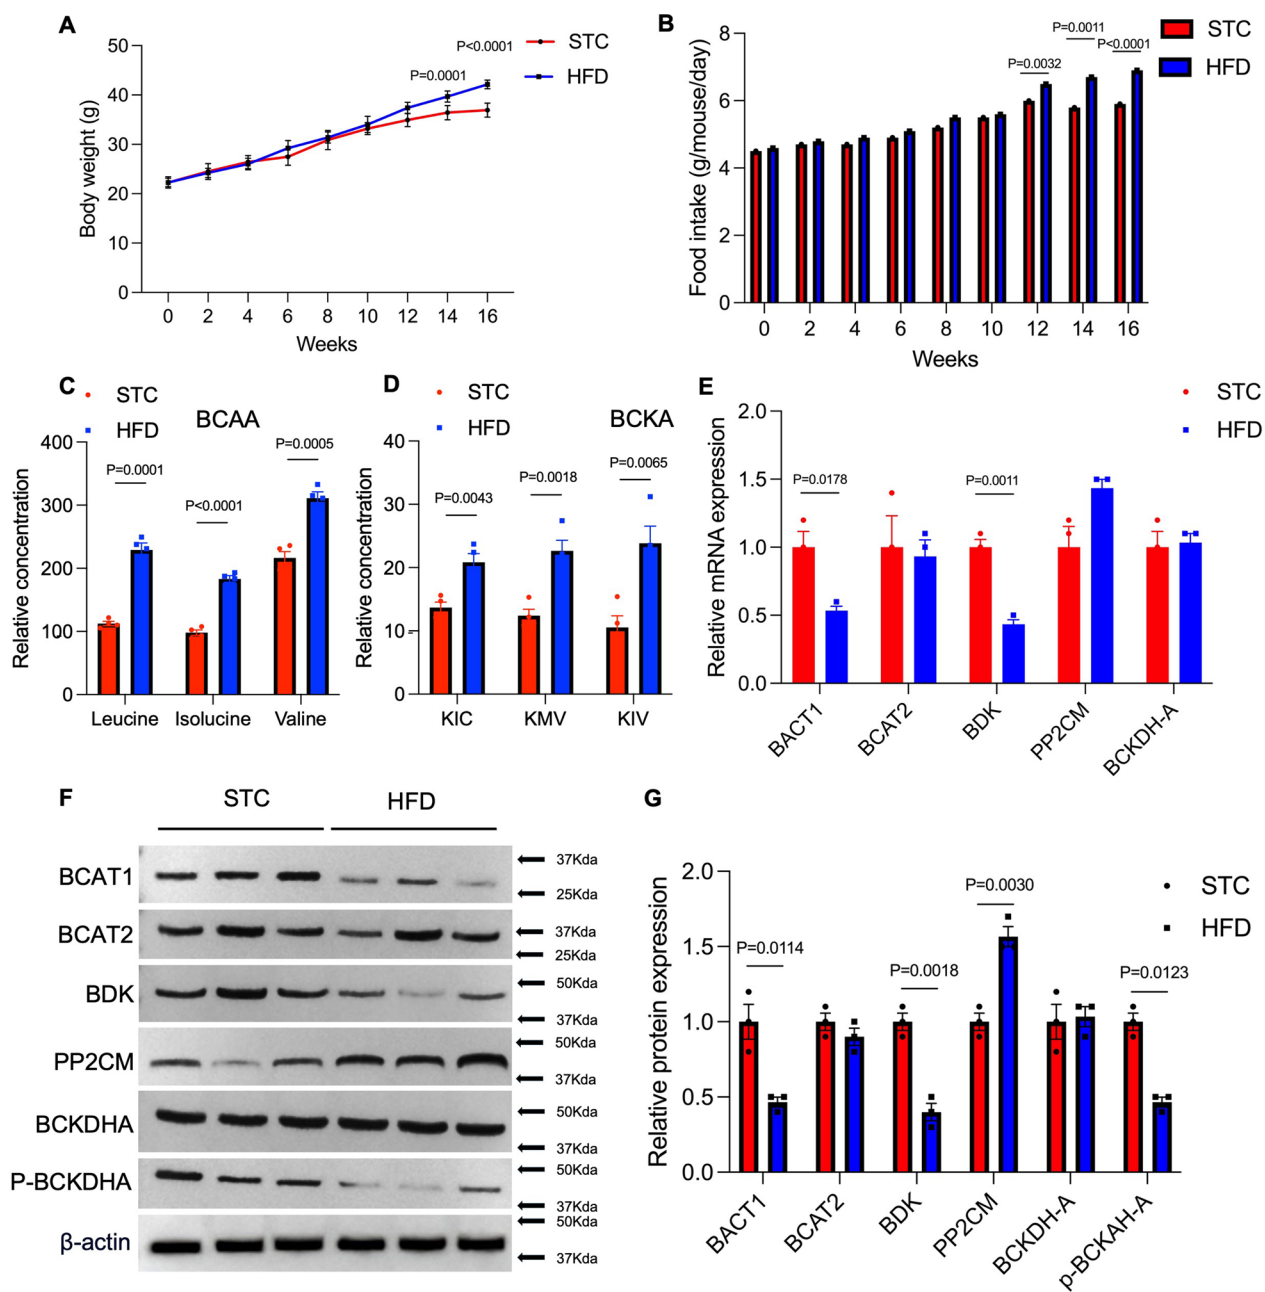 A
STC
HFD
P<0.0001
P=0.0001
Body weight (g)
50
40
30
20
10
0
0 2 4 6 8 10 12 14 16
Weeks
B
STC
HFD
P=0.0011
P<0.0001
P=0.0032
Food intake (g/mouse/day)
8
6
4
2
0
0 2 4 6 8 10 12 14 16
Weeks
C
STC
HFD
BCAA
P=0.0001
P<0.0001
P=0.0005
Relative concentration
400
300
200
100
0
Leucine Isolucine Valine
D
STC
HFD
BCKA
P=0.0043
P=0.0018
P=0.0065
Relative concentration
40
30
20
10
0
KIC KMV KIV
E
STC
HFD
P=0.0178
P=0.0011
Relative mRNA expression
2.0
1.5
1.0
0.5
0.0
BACT1 BCAT2 BDK PP2CM BCKDH-A
F
STC HFD
BCAT1 37Kda
25Kda
BCAT2 37Kda
25Kda
BDK 50Kda
37Kda
PP2CM 50Kda
37Kda
BCKDHA 50Kda
37Kda
P-BCKDHA 50Kda
37Kda
β-actin 50Kda
37Kda
G
STC
HFD
P=0.0114
P=0.0018
P=0.0030
P=0.0123
Relative protein expression
2.0
1.5
1.0
0.5
0.0
BACT1 BCAT2 BDK PP2CM BCKDH-A p-BCKAH-A